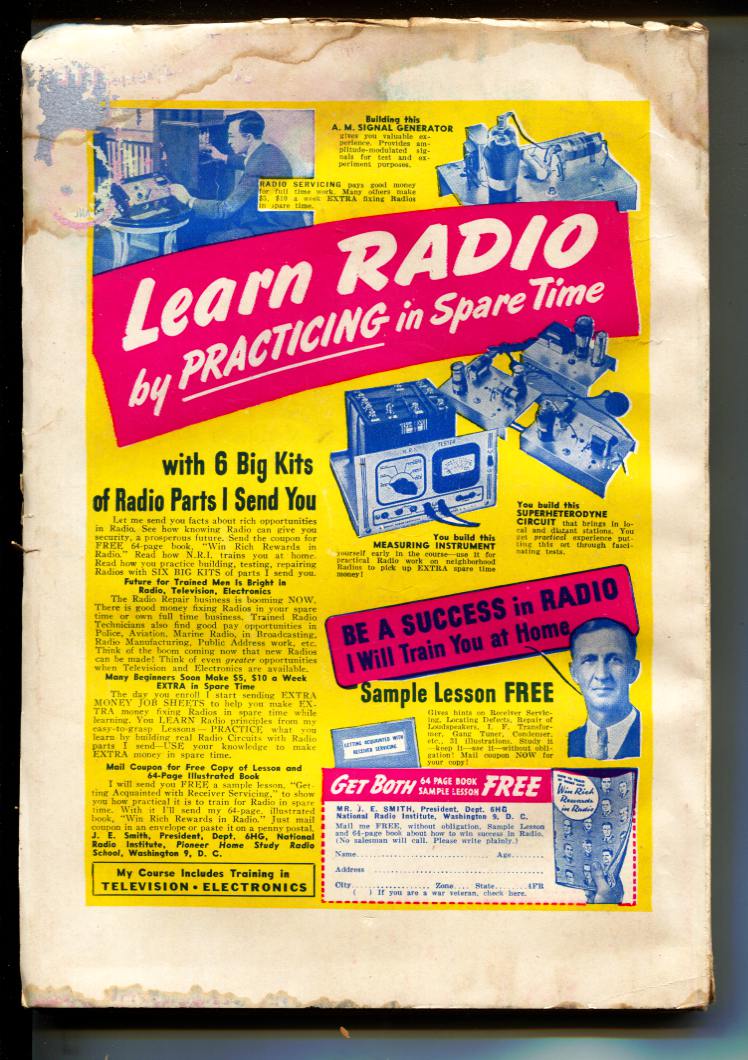 Building this
A. M. SIGNAL GENERATOR
gives you valuable ex-
perience. Provides am-
plitude-modulated sig-
nals for test and ex-
periment purposes.
RADIO SERVICING pays good money
for full time work. Many others make
$5, $10 a week EXTRA fixing Radios
in spare time.
Learn RADIO
by PRACTICING in Spare Time
with 6 Big Kits
of Radio Parts I Send You
Let me send you facts about rich opportunities
in Radio. See how knowing Radio can give you
security, a prosperous future. Send the coupon for
FREE 64-page book, "Win Rich Rewards in
Radio." Read how N.R.I. trains you at home.
Read how you practice building, testing, repairing
Radios with SIX BIG KITS of parts I send you.
Future for Trained Men Is Bright in
Radio, Television, Electronics
The Radio Repair business is booming NOW.
There is good money fixing Radios in your spare
time or own full time business. Trained Radio
Technicians also find good pay opportunities in
Police, Aviation, Marine Radio, in Broadcasting,
Radio Manufacturing, Public Address work, etc.
Think of the boom coming now that new Radios
can be made! Think of even greater opportunities
when Television and Electronics are available.
Many Beginners Soon Make $5, $10 a Week
EXTRA in Spare Time
The day you enroll I start sending EXTRA
MONEY JOB SHEETS to help you make EX-
TRA money fixing Radios in spare time while
learning. You LEARN Radio principles from my
easy-to-grasp Lessons — PRACTICE what you
learn by building real Radio Circuits with Radio
parts I send—USE your knowledge to make
EXTRA money in spare time.
Mail Coupon for Free Copy of Lesson and
64-Page Illustrated Book
I will send you FREE a sample lesson, "Get-
ting Acquainted with Receiver Servicing," to show
you how practical it is to train for Radio in spare
time. With it I'll send my 64-page, illustrated
book, "Win Rich Rewards in Radio." Just mail
coupon in an envelope or paste it on a penny postal.
J. E. Smith, President, Dept. 6HG, National
Radio Institute, Pioneer Home Study Radio
School, Washington 9, D. C.
My Course Includes Training in
TELEVISION • ELECTRONICS
N.R.I. TESTER
You build this
MEASURING INSTRUMENT
yourself early in the course—use it for
practical Radio work on neighborhood
Radios to pick up EXTRA spare time
money!
You build this
SUPERHETERODYNE
CIRCUIT that brings in lo-
cal and distant stations. You
get practical experience put-
ting this set through fasci-
nating tests.
BE A SUCCESS in RADIO
I Will Train You at Home
Sample Lesson FREE
GETTING ACQUAINTED WITH
RECEIVER SERVICING
Gives hints on Receiver Servic-
ing, Locating Defects, Repair of
Loudspeakers, I. F. Transfor-
mer, Gang Tuner, Condenser,
etc., 31 illustrations. Study it
—keep it—use it—without obli-
gation! Mail coupon NOW for
your copy!
GET BOTH 64 PAGE BOOK SAMPLE LESSON FREE
MR. J. E. SMITH, President, Dept. 6HG
National Radio Institute, Washington 9, D. C.
Mail me FREE, without obligation, Sample Lesson
and 64-page book about how to win success in Radio.
(No salesman will call. Please write plainly.)
Name Age
Address
City Zone State 4FR
( ) If you are a war veteran, check here.
Win Rich
Rewards
in Radio